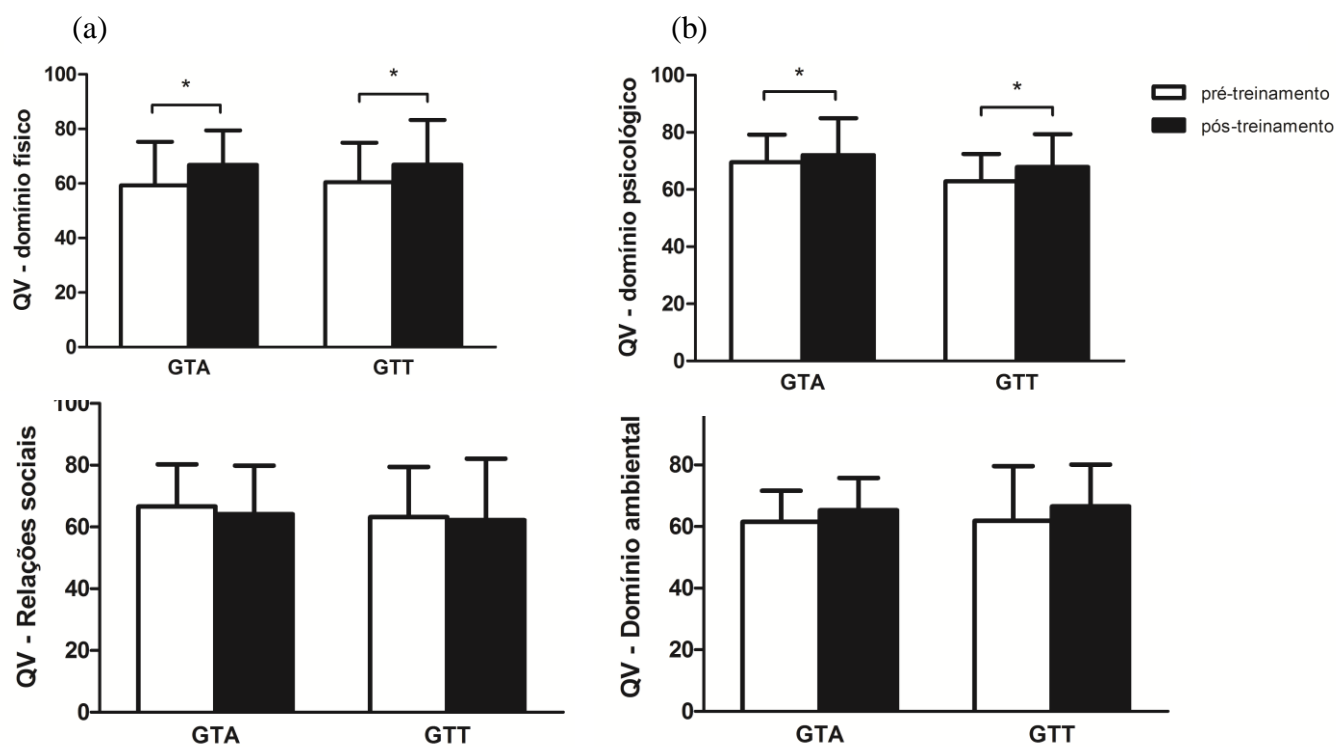 (a)
(b)
QV - domínio físico
100
80
60
40
20
0
*
*
GTA
GTT
QV - domínio psicológico
100
80
60
40
20
0
*
*
GTA
GTT
pré-treinamento
pós-treinamento
QV - Relações sociais
100
80
60
40
20
0
GTA
GTT
QV - Domínio ambiental
80
60
40
20
0
GTA
GTT